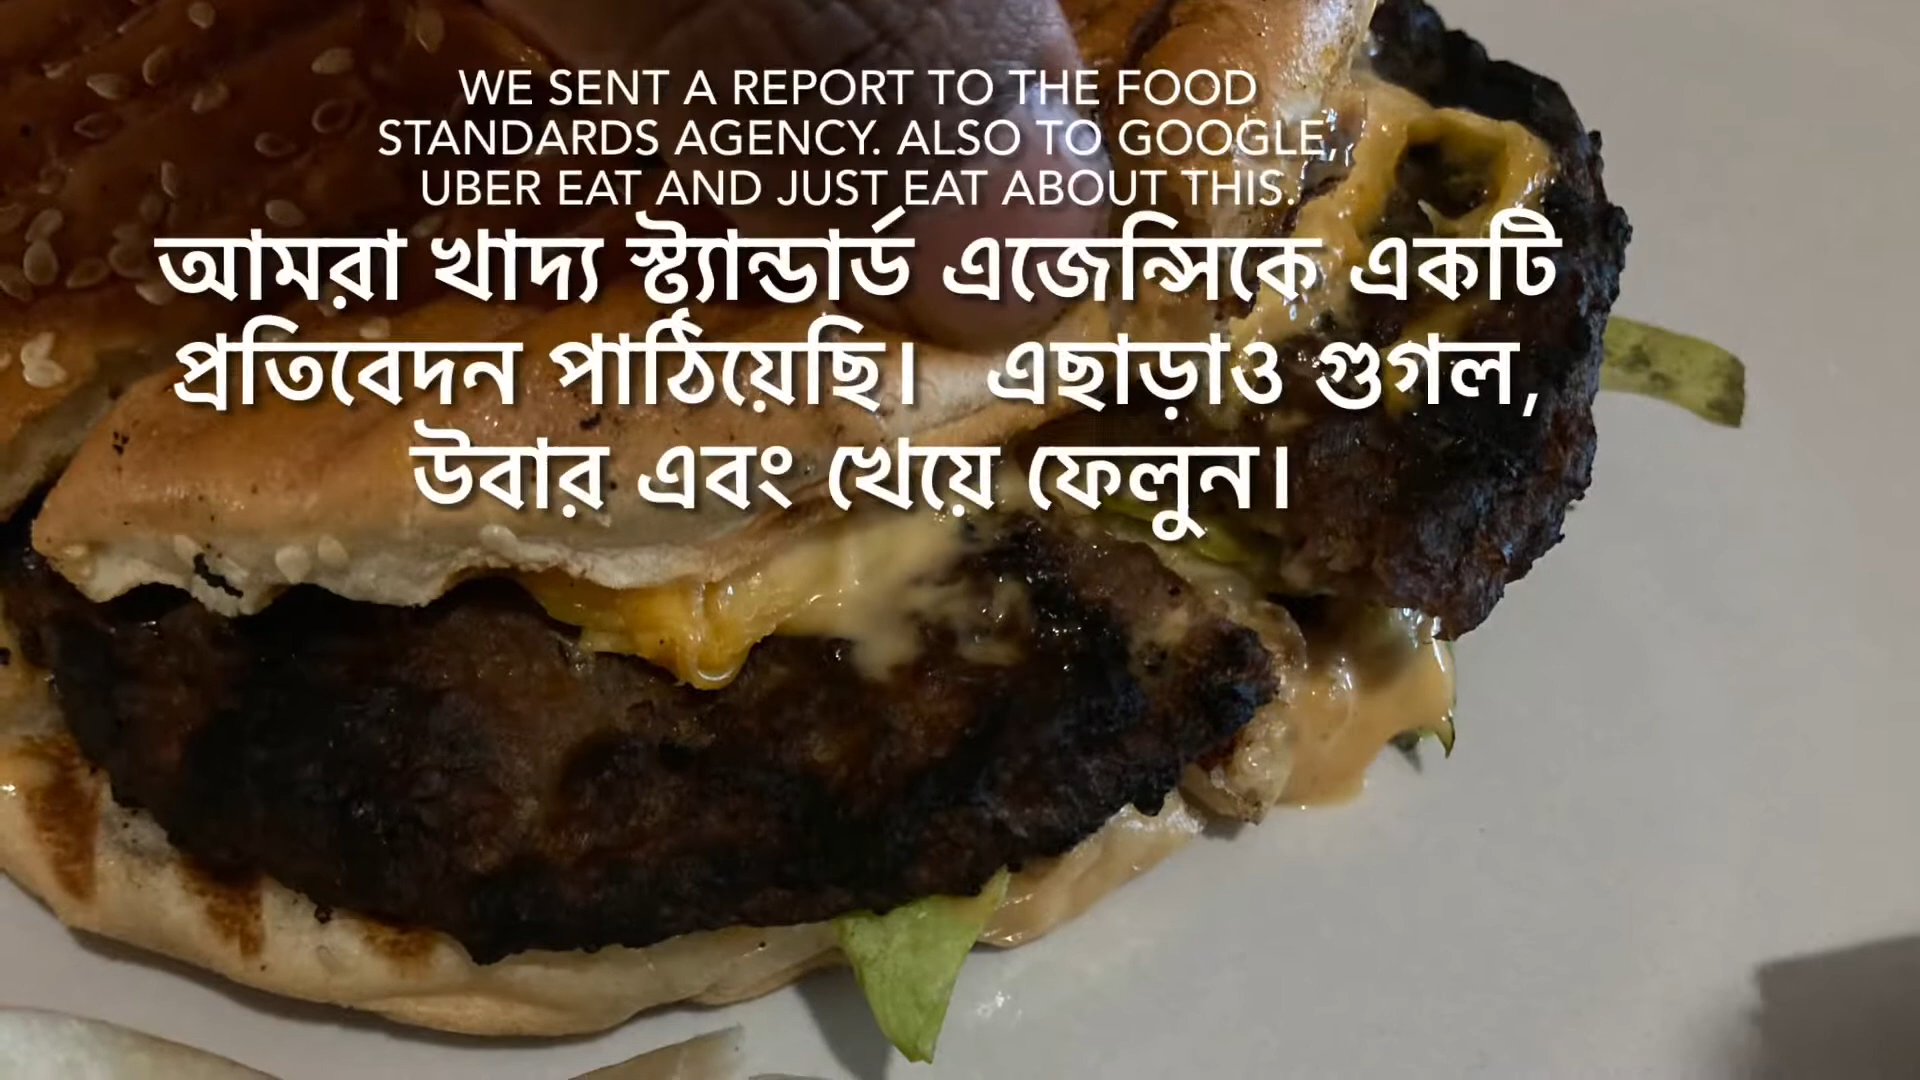 WE SENT A REPORT TO THE FOOD
STANDARDS AGENCY. ALSO TO GOOGLE,
UBER EAT AND JUST EAT ABOUT THIS.
আমরা খাদ্য স্ট্যান্ডার্ড এজেন্সিকে একটি
প্রতিবেদন পাঠিয়েছি। এছাড়াও গুগল,
উবার এবং খেয়ে ফেলুন।